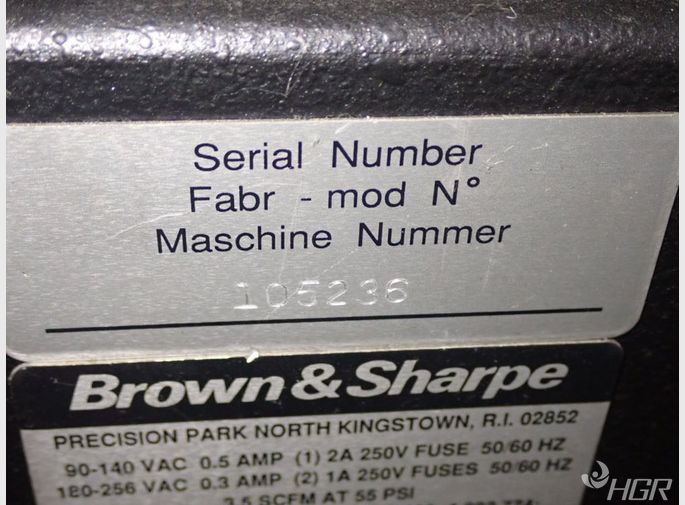 Serial Number
Fabr - mod N°
Maschine Nummer
105236
Brown & Sharpe
PRECISION PARK NORTH KINGSTOWN, R.I. 02852
90-140 VAC 0.5 AMP (1) 2A 250V FUSE 50/60 HZ
180-256 VAC 0.3 AMP (2) 1A 250V FUSES 50/60 HZ
3.5 SCFM AT 55 PSI
HGR